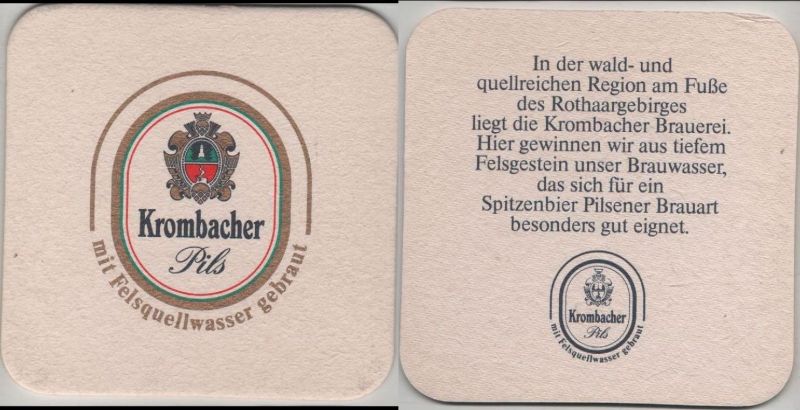 Krombacher
Pils
mit Felsquellwasser gebraut
In der wald- und
quellreichen Region am Fuße
des Rothaargebirges
liegt die Krombacher Brauerei.
Hier gewinnen wir aus tiefem
Felsgestein unser Brauwasser,
das sich für ein
Spitzenbier Pilsener Brauart
besonders gut eignet.
Krombacher
Pils
mit Felsquellwasser gebraut